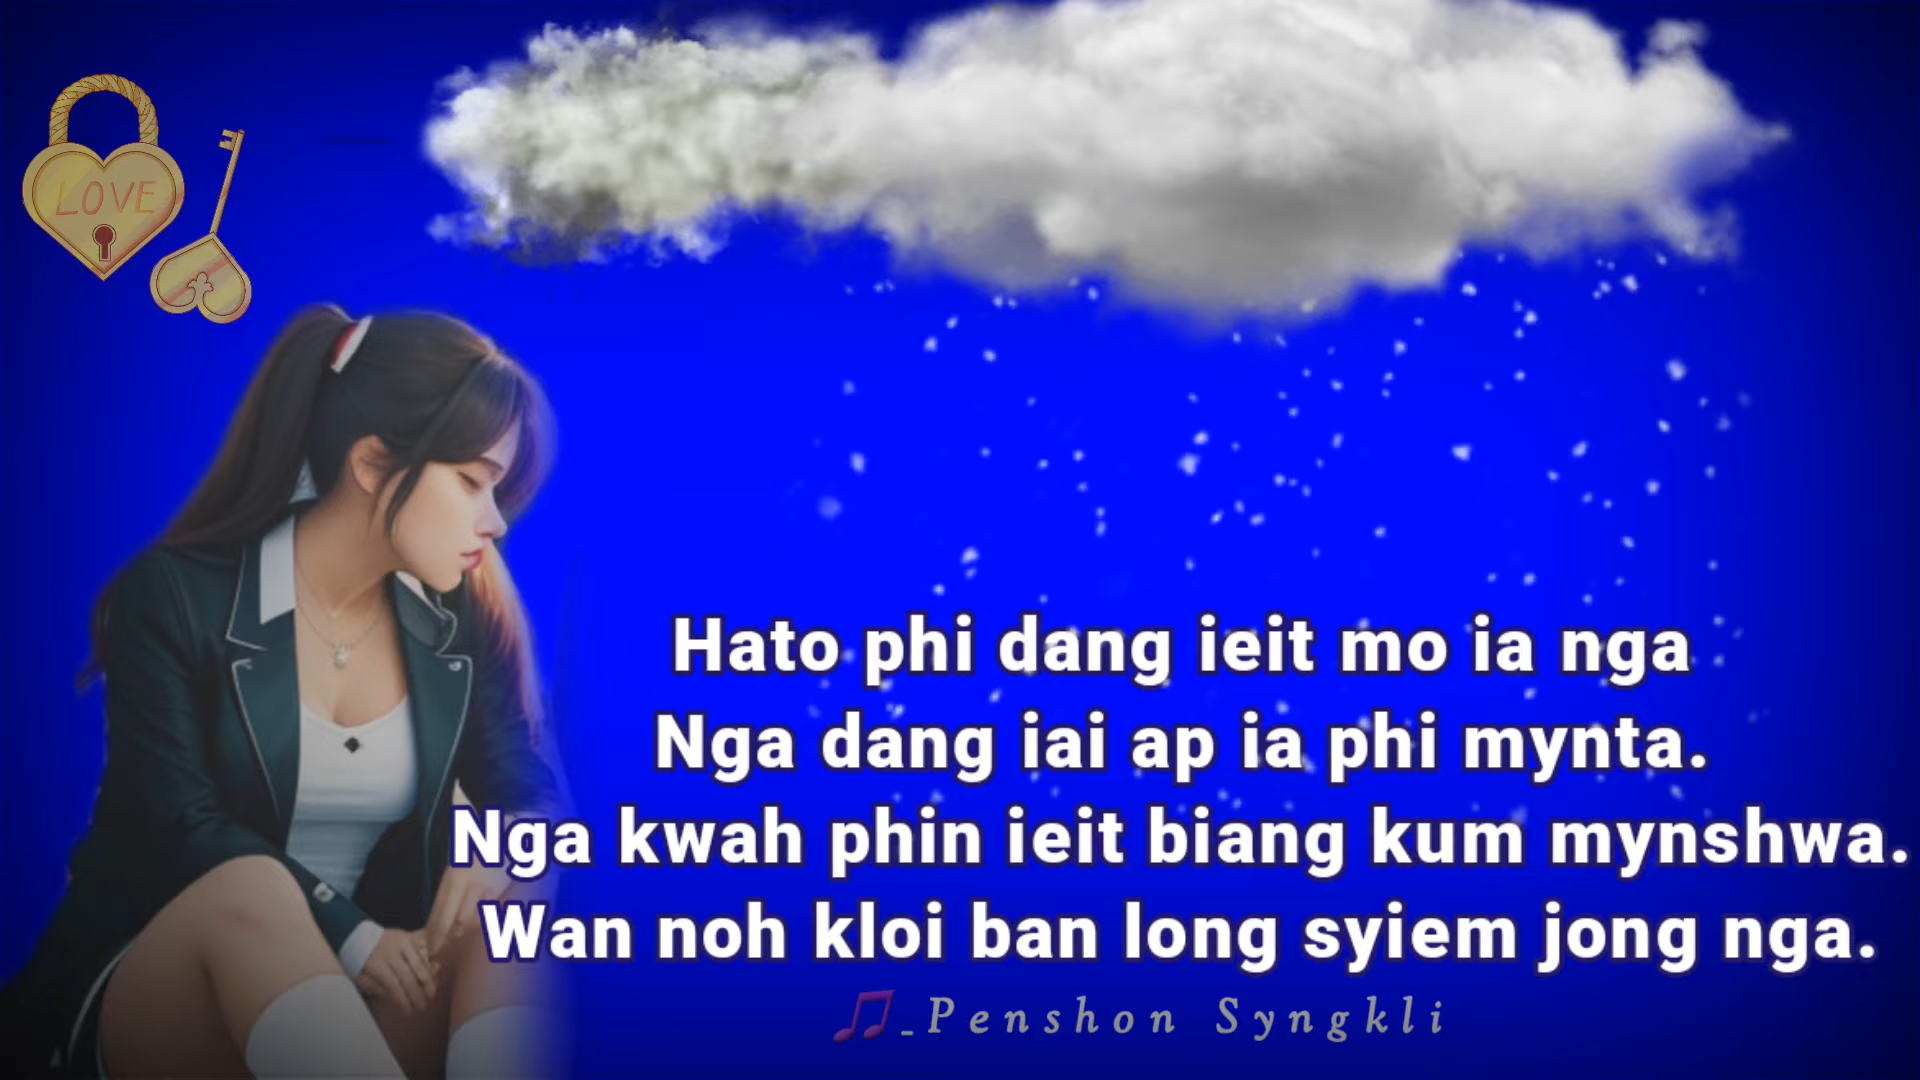 LOVE
Hato phi dang ieit mo ia nga
Nga dang iai ap ia phi mynta.
Nga kwah phin ieit biang kum mynshwa.
Wan noh kloi ban long syiem jong nga.
🎵_Penshon Syngkli